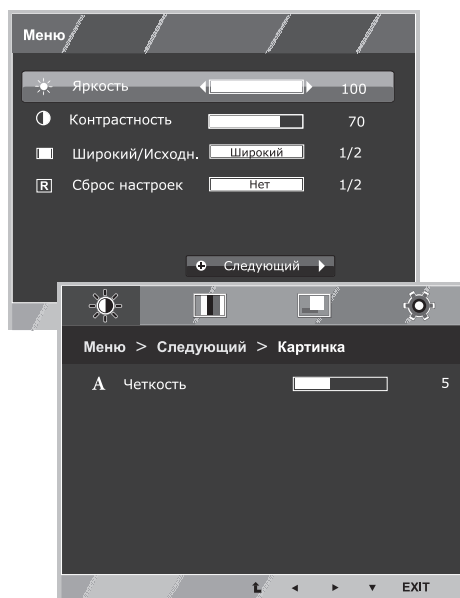 Меню
Яркость 100
Контрастность 70
Широкий/Исходн. Широкий 1/2
R Сброс настроек Нет 1/2
Следующий
Меню > Следующий > Картинка
A Четкость 5
EXIT